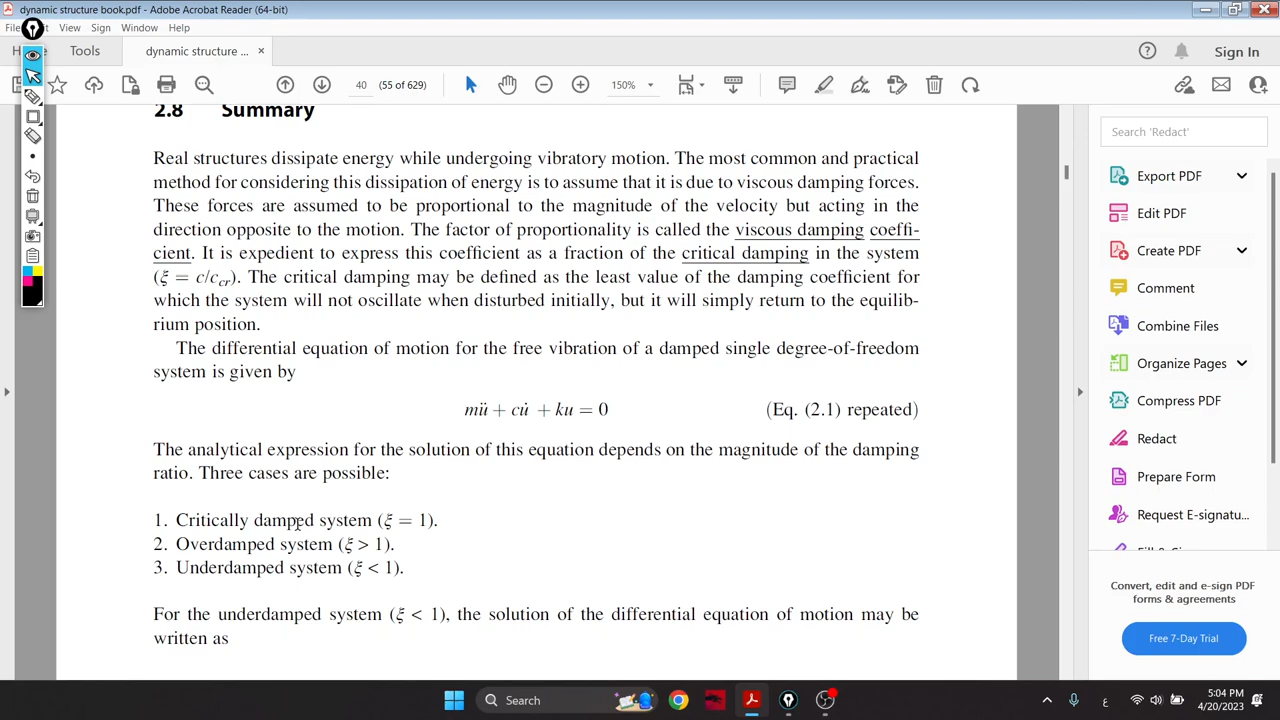 dynamic structure book.pdf - Adobe Acrobat Reader (64-bit)
File View Sign Window Help
Tools
dynamic structure ... ×
Sign In
40 (55 of 629)
150%
2.8 Summary
Real structures dissipate energy while undergoing vibratory motion. The most common and practical
method for considering this dissipation of energy is to assume that it is due to viscous damping forces.
These forces are assumed to be proportional to the magnitude of the velocity but acting in the
direction opposite to the motion. The factor of proportionality is called the viscous damping coeffi-
cient. It is expedient to express this coefficient as a fraction of the critical damping in the system
(ξ = c/c_cr). The critical damping may be defined as the least value of the damping coefficient for
which the system will not oscillate when disturbed initially, but it will simply return to the equilib-
rium position.
The differential equation of motion for the free vibration of a damped single degree-of-freedom
system is given by
mü + cu̇ + ku = 0 (Eq. (2.1) repeated)
The analytical expression for the solution of this equation depends on the magnitude of the damping
ratio. Three cases are possible:
1. Critically damped system (ξ = 1).
2. Overdamped system (ξ > 1).
3. Underdamped system (ξ < 1).
For the underdamped system (ξ < 1), the solution of the differential equation of motion may be
written as
Search 'Redact'
Export PDF
Edit PDF
Create PDF
Comment
Combine Files
Organize Pages
Compress PDF
Redact
Prepare Form
Request E-signatu...
Convert, edit and e-sign PDF
forms & agreements
Free 7-Day Trial
Search
ع
5:04 PM
4/20/2023